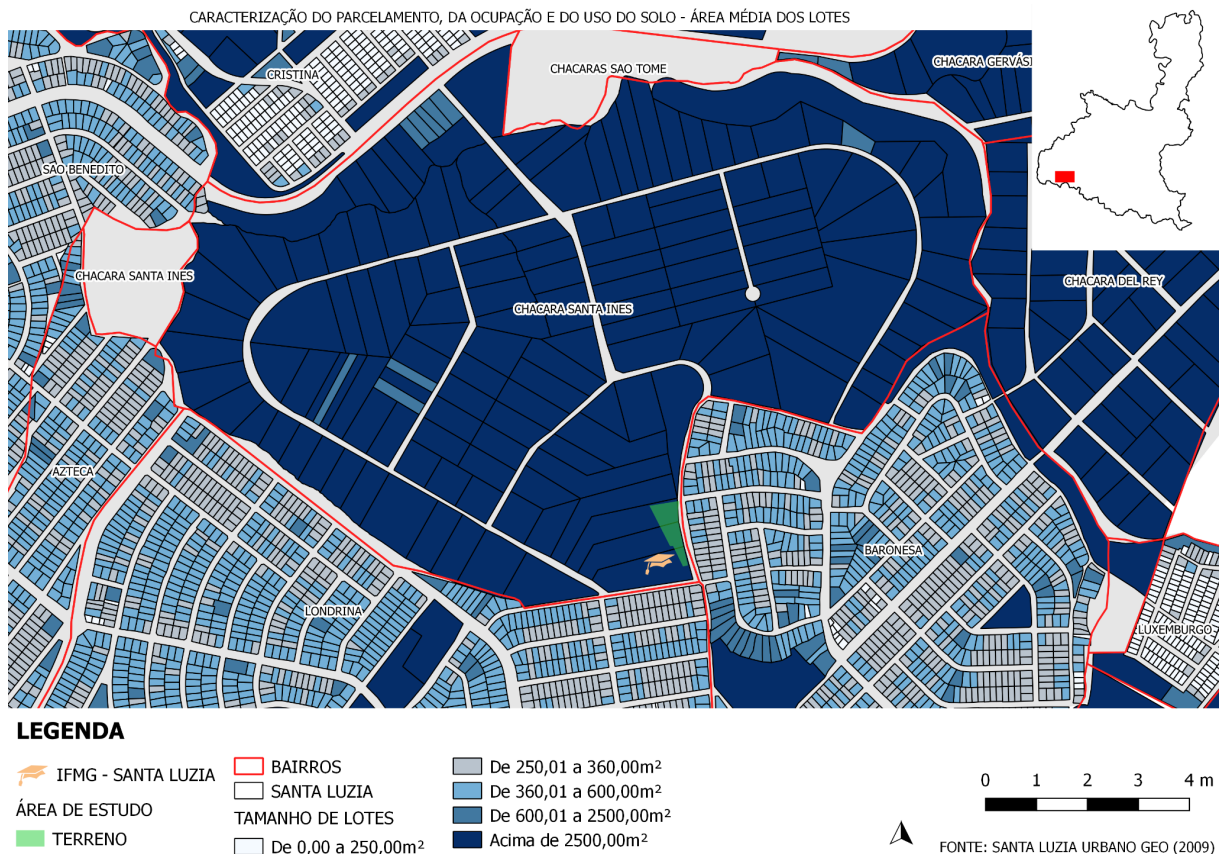 CARACTERIZAÇÃO DO PARCELAMENTO, DA OCUPAÇÃO E DO USO DO SOLO - ÁREA MÉDIA DOS LOTES
CRISTINA
CHACARAS SAO TOME
CHACARA GERVÁSI
SAO BENEDITO
CHACARA SANTA INES
CHACARA SANTA INES
CHACARA DEL REY
AZTECA
BARONESA
LONDRINA
LUXEMBURGO
LEGENDA
IFMG - SANTA LUZIA
ÁREA DE ESTUDO
TERRENO
BAIRROS
SANTA LUZIA
TAMANHO DE LOTES
De 0,00 a 250,00m²
De 250,01 a 360,00m²
De 360,01 a 600,00m²
De 600,01 a 2500,00m²
Acima de 2500,00m²
0 1 2 3 4 m
FONTE: SANTA LUZIA URBANO GEO (2009)